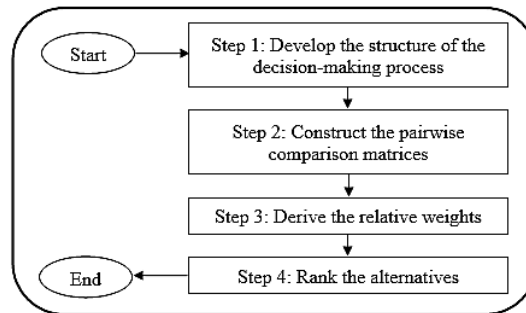 Start
Step 1: Develop the structure of the
decision-making process
Step 2: Construct the pairwise
comparison matrices
Step 3: Derive the relative weights
Step 4: Rank the alternatives
End